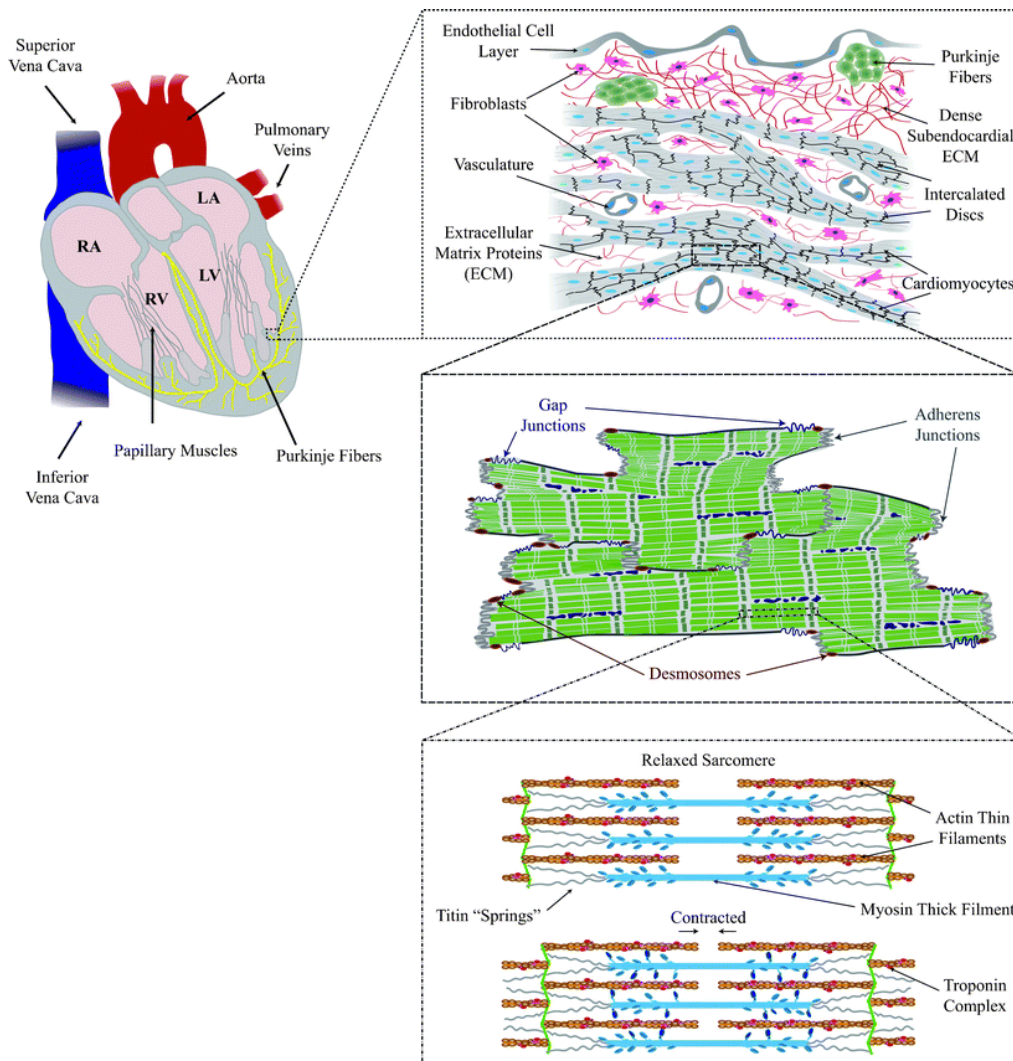 Superior
Vena Cava
Aorta
Pulmonary
Veins
LA
RA
LV
RV
Papillary Muscles
Purkinje Fibers
Inferior
Vena Cava
Endothelial Cell
Layer
Purkinje
Fibers
Fibroblasts
Dense
Subendocardial
ECM
Vasculature
Intercalated
Discs
Extracellular
Matrix Proteins
(ECM)
Cardiomyocytes
Gap
Junctions
Adherens
Junctions
Desmosomes
Relaxed Sarcomere
Actin Thin
Filaments
Titin “Springs”
Myosin Thick Filment
Contracted
Troponin
Complex